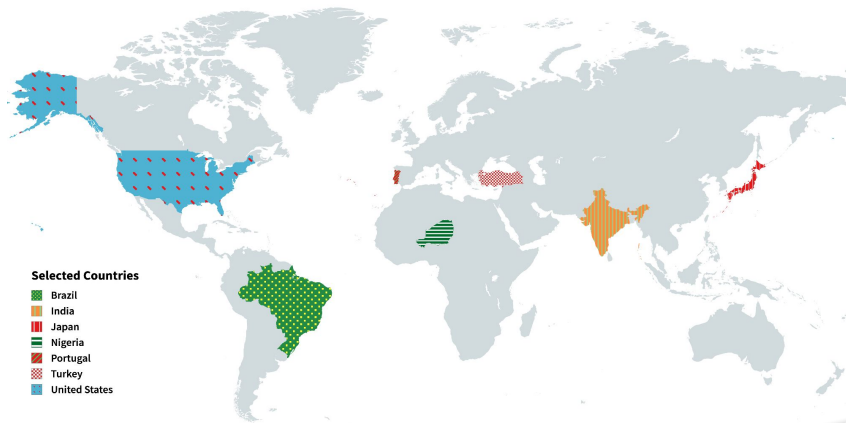 Selected Countries
Brazil
India
Japan
Nigeria
Portugal
Turkey
United States